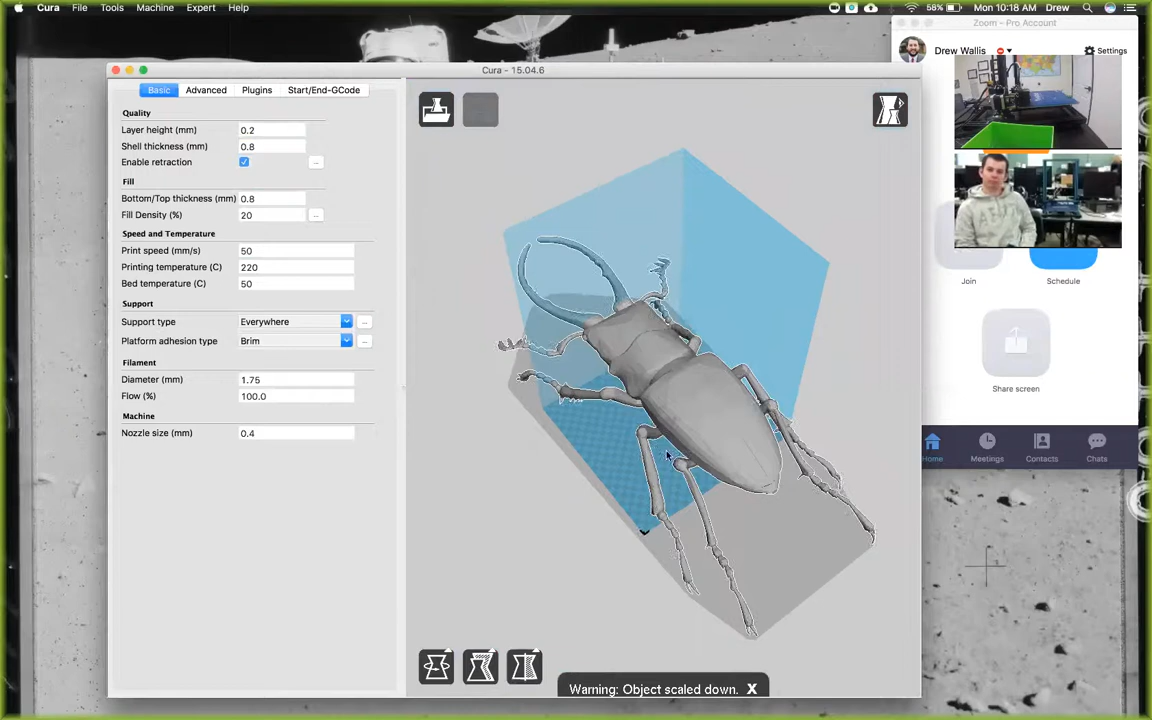 Cura File Tools Machine Expert Help
58% Mon 10:18 AM Drew
Zoom - Pro Account
Drew Wallis
Settings
Cura - 15.04.6
Basic Advanced Plugins Start/End-GCode
Quality
Layer height (mm) 0.2
Shell thickness (mm) 0.8
Enable retraction ...
Fill
Bottom/Top thickness (mm) 0.8
Fill Density (%) 20 ...
Speed and Temperature
Print speed (mm/s) 50
Printing temperature (C) 220
Bed temperature (C) 50
Support
Support type Everywhere ...
Platform adhesion type Brim ...
Filament
Diameter (mm) 1.75
Flow (%) 100.0
Machine
Nozzle size (mm) 0.4
Join Schedule
Share screen
Home Meetings Contacts Chats
Warning: Object scaled down. X